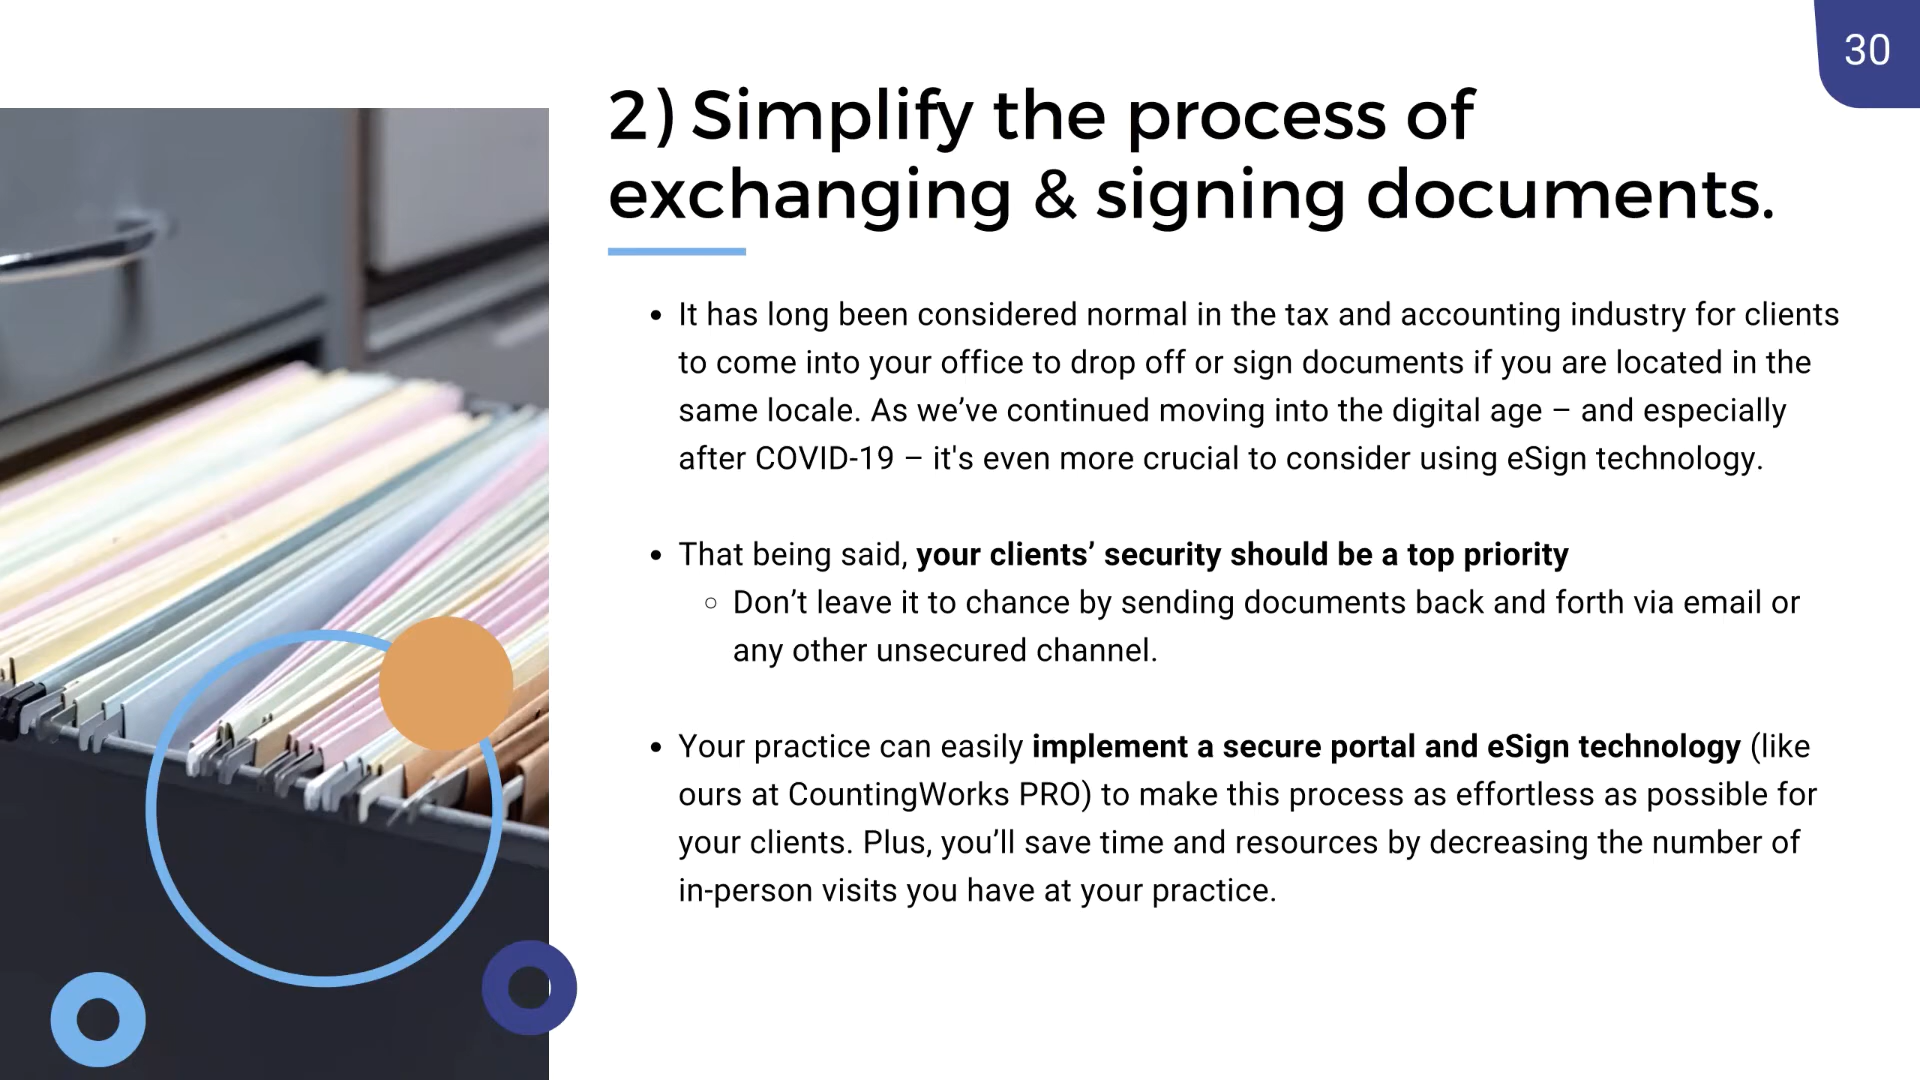 30
2) Simplify the process of
exchanging & signing documents.
• It has long been considered normal in the tax and accounting industry for clients
to come into your office to drop off or sign documents if you are located in the
same locale. As we’ve continued moving into the digital age – and especially
after COVID-19 – it's even more crucial to consider using eSign technology.
• That being said, your clients’ security should be a top priority
◦ Don’t leave it to chance by sending documents back and forth via email or
any other unsecured channel.
• Your practice can easily implement a secure portal and eSign technology (like
ours at CountingWorks PRO) to make this process as effortless as possible for
your clients. Plus, you’ll save time and resources by decreasing the number of
in-person visits you have at your practice.